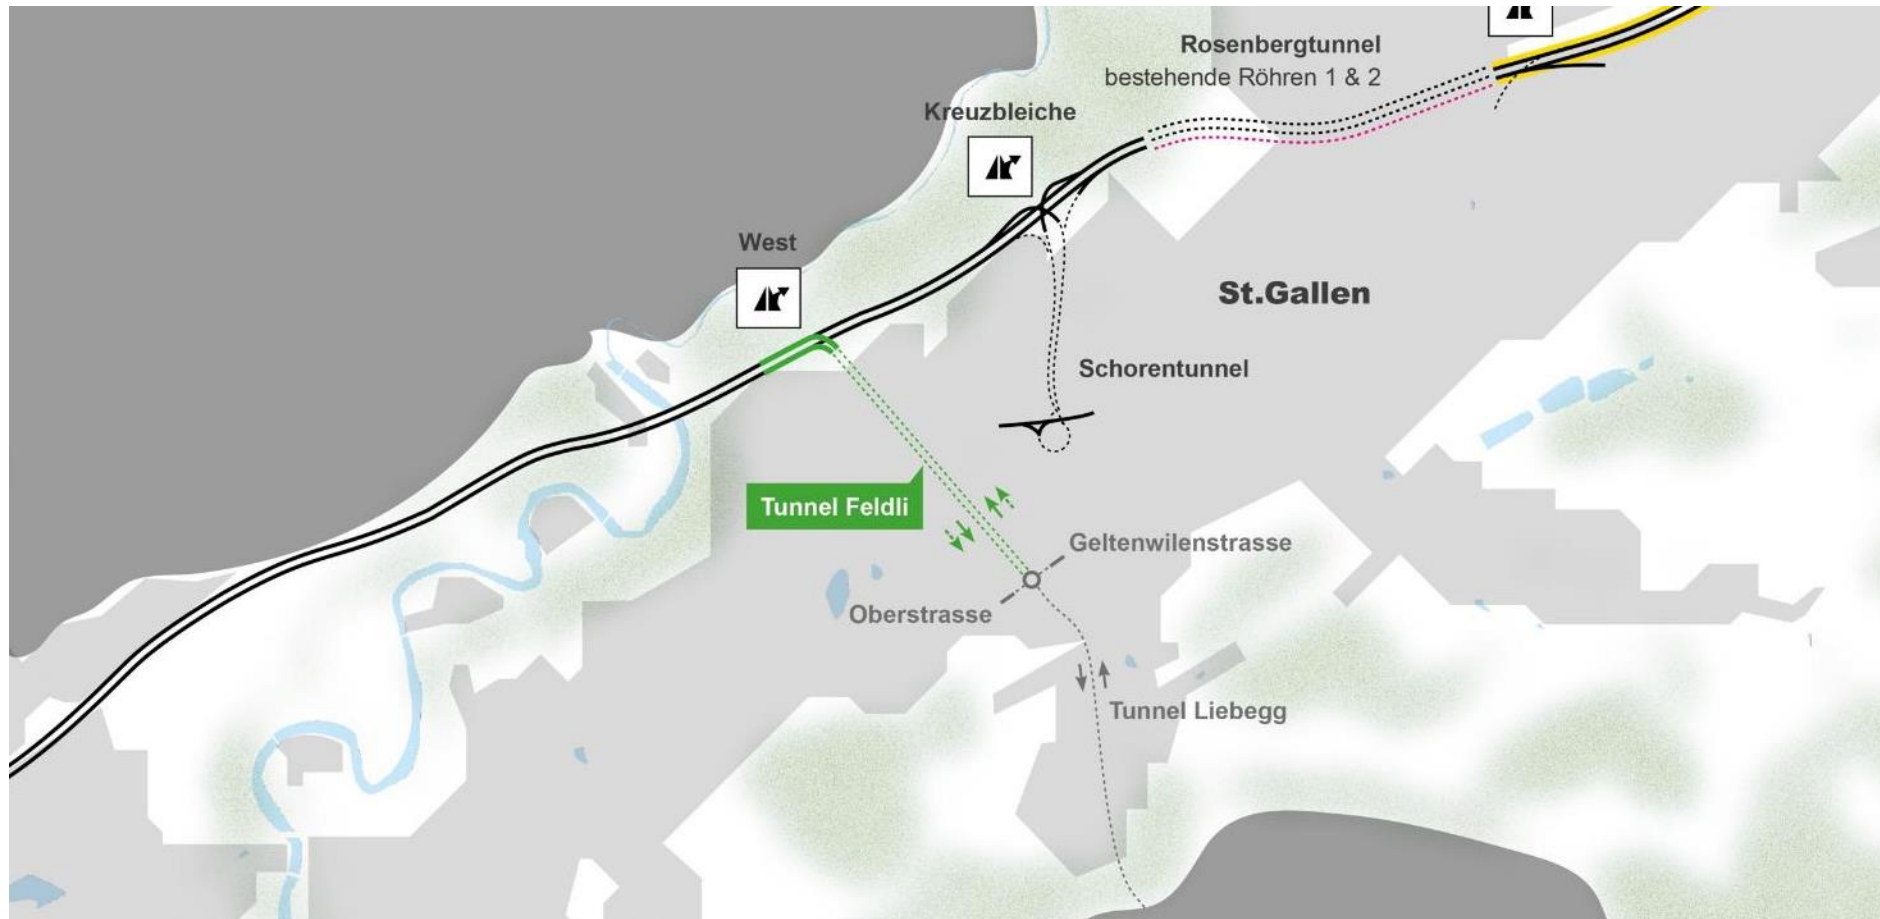 Rosenbergtunnel
bestehende Röhren 1 & 2
Kreuzbleiche
West
St.Gallen
Schorentunnel
Tunnel Feldli
Geltenwilenstrasse
Oberstrasse
Tunnel Liebegg